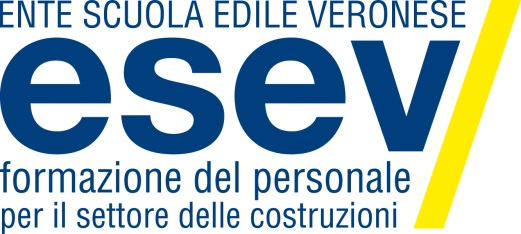 ENTE SCUOLA EDILE VERONESE
esev
formazione del personale
per il settore delle costruzioni